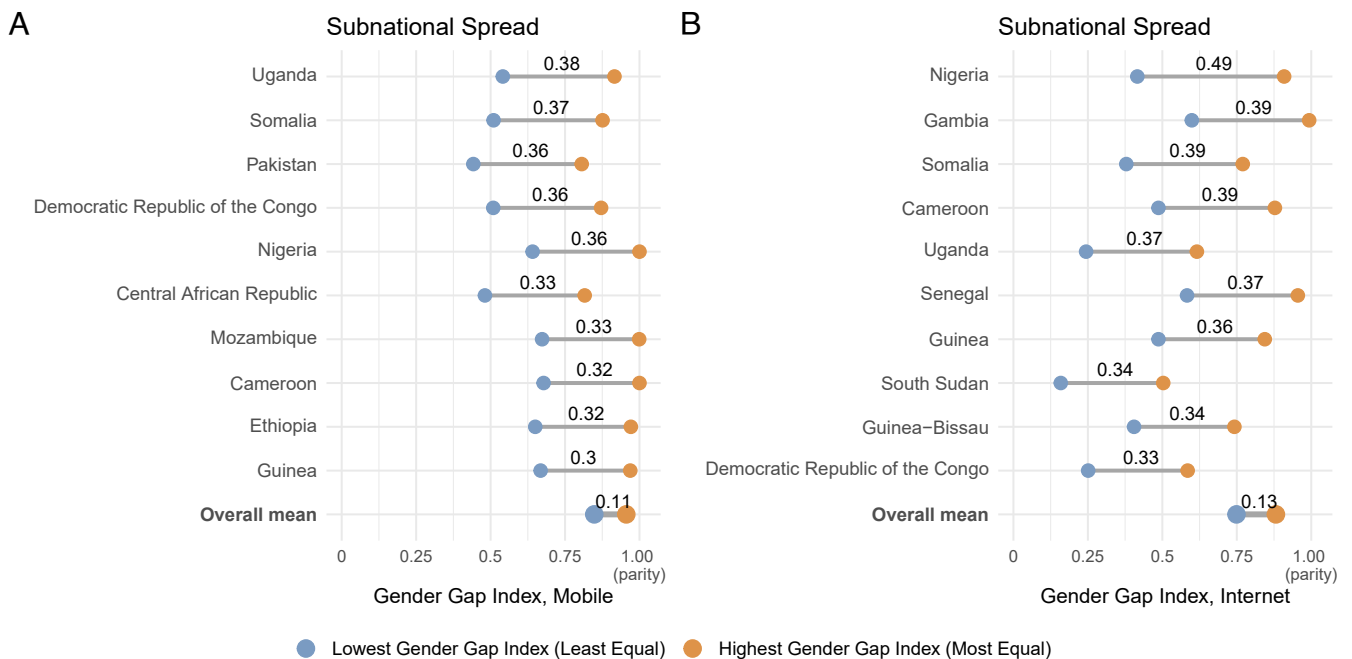 A
Subnational Spread
Uganda
0.38
Somalia
0.37
Pakistan
0.36
Democratic Republic of the Congo
0.36
Nigeria
0.36
Central African Republic
0.33
Mozambique
0.33
Cameroon
0.32
Ethiopia
0.32
Guinea
0.3
Overall mean
0.11
0 0.25 0.5 0.75 1.00
(parity)
Gender Gap Index, Mobile
B
Subnational Spread
Nigeria
0.49
Gambia
0.39
Somalia
0.39
Cameroon
0.39
Uganda
0.37
Senegal
0.37
Guinea
0.36
South Sudan
0.34
Guinea−Bissau
0.34
Democratic Republic of the Congo
0.33
Overall mean
0.13
0 0.25 0.5 0.75 1.00
(parity)
Gender Gap Index, Internet
Lowest Gender Gap Index (Least Equal) Highest Gender Gap Index (Most Equal)